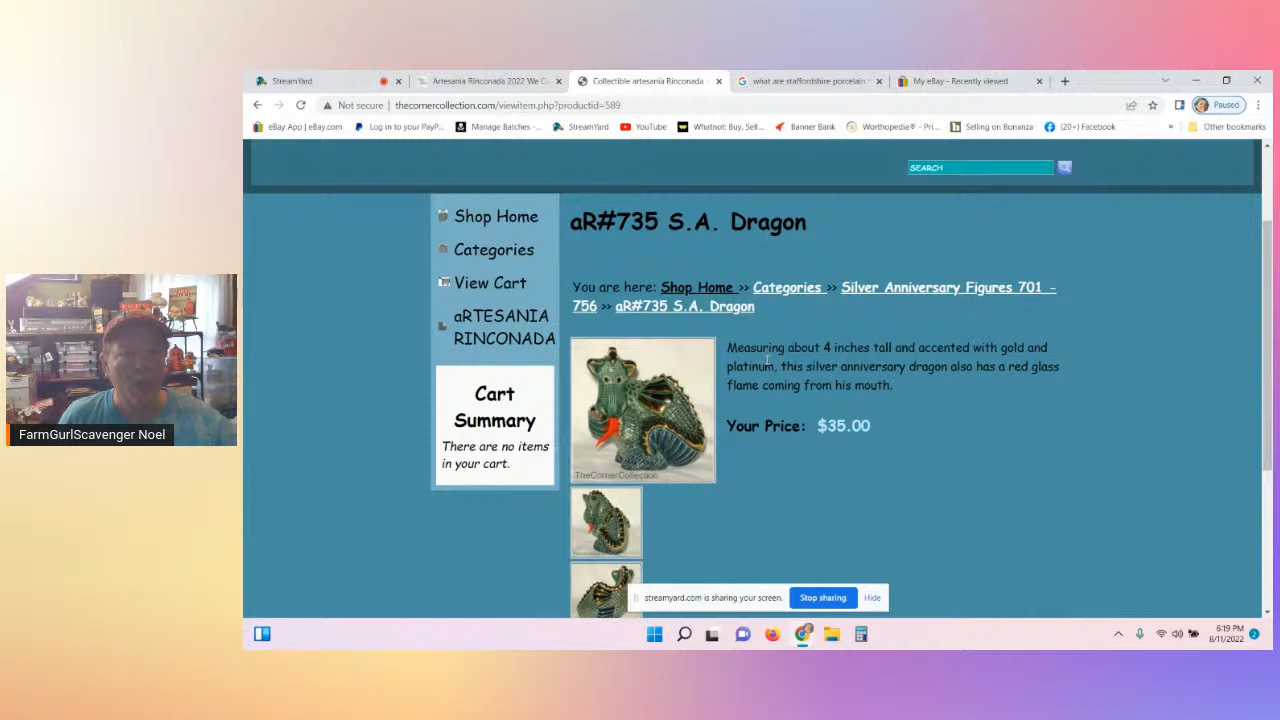 StreamYard
Artesania Rinconada 2022 We C
Collectible artesania Rinconada
what are staffordshire porcelain
My eBay - Recently viewed
Not secure | thecornercollection.com/viewitem.php?productid=589
Paused
eBay App | eBay.com
Log in to your PayP...
Manage Batches -...
StreamYard
YouTube
Whatnot: Buy, Sell,...
Banner Bank
Worthopedia® - Pri...
Selling on Bonanza
(20+) Facebook
»
Other bookmarks
SEARCH
Shop Home
Categories
View Cart
aRTESANIA
RINCONADA
Cart
Summary
There are no items
in your cart.
aR#735 S.A. Dragon
You are here: Shop Home >> Categories >> Silver Anniversary Figures 701 -
756 >> aR#735 S.A. Dragon
Measuring about 4 inches tall and accented with gold and
platinum, this silver anniversary dragon also has a red glass
flame coming from his mouth.
Your Price: $35.00
TheCornerCollection
FarmGurlScavenger Noel
streamyard.com is sharing your screen.
Stop sharing
Hide
6:19 PM
8/11/2022
2